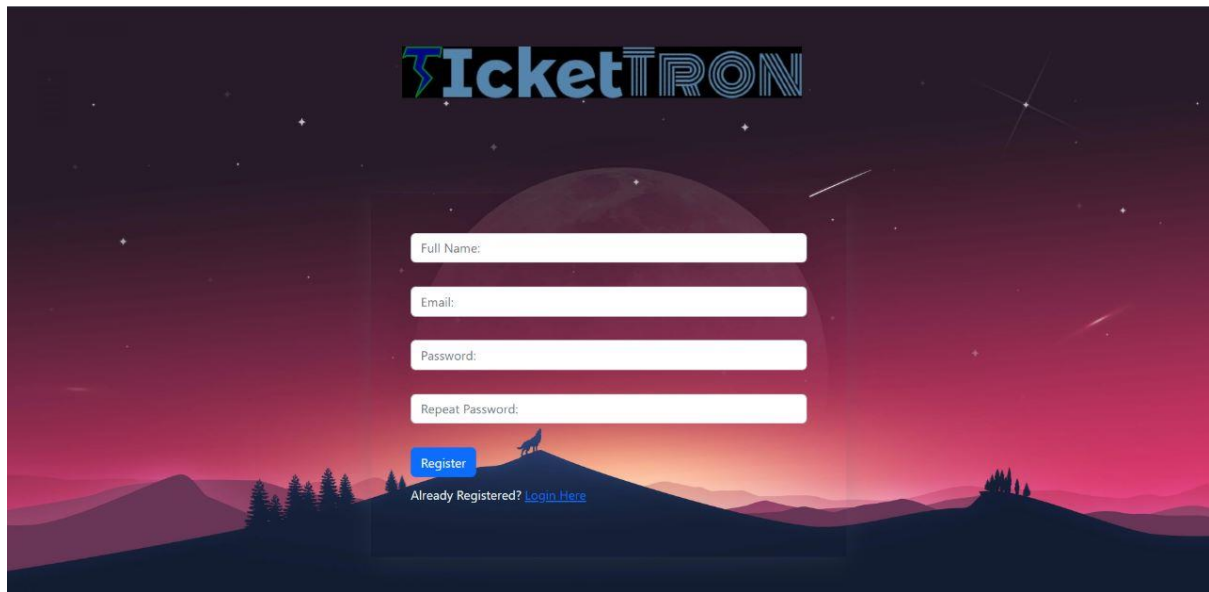 TIcketTRON
Full Name:
Email:
Password:
Repeat Password:
Register
Already Registered? Login Here